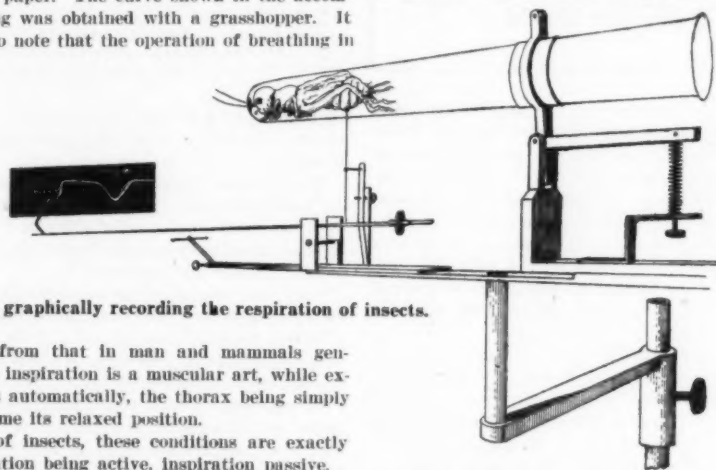 paper. The curve shown in the accom-
ng was obtained with a grasshopper. It
o note that the operation of breathing in
graphically recording the respiration of insects.
from that in man and mammals gen-
inspiration is a muscular art, while ex-
automatically, the thorax being simply
me its relaxed position.
of insects, these conditions are exactly
ation being active, inspiration passive.